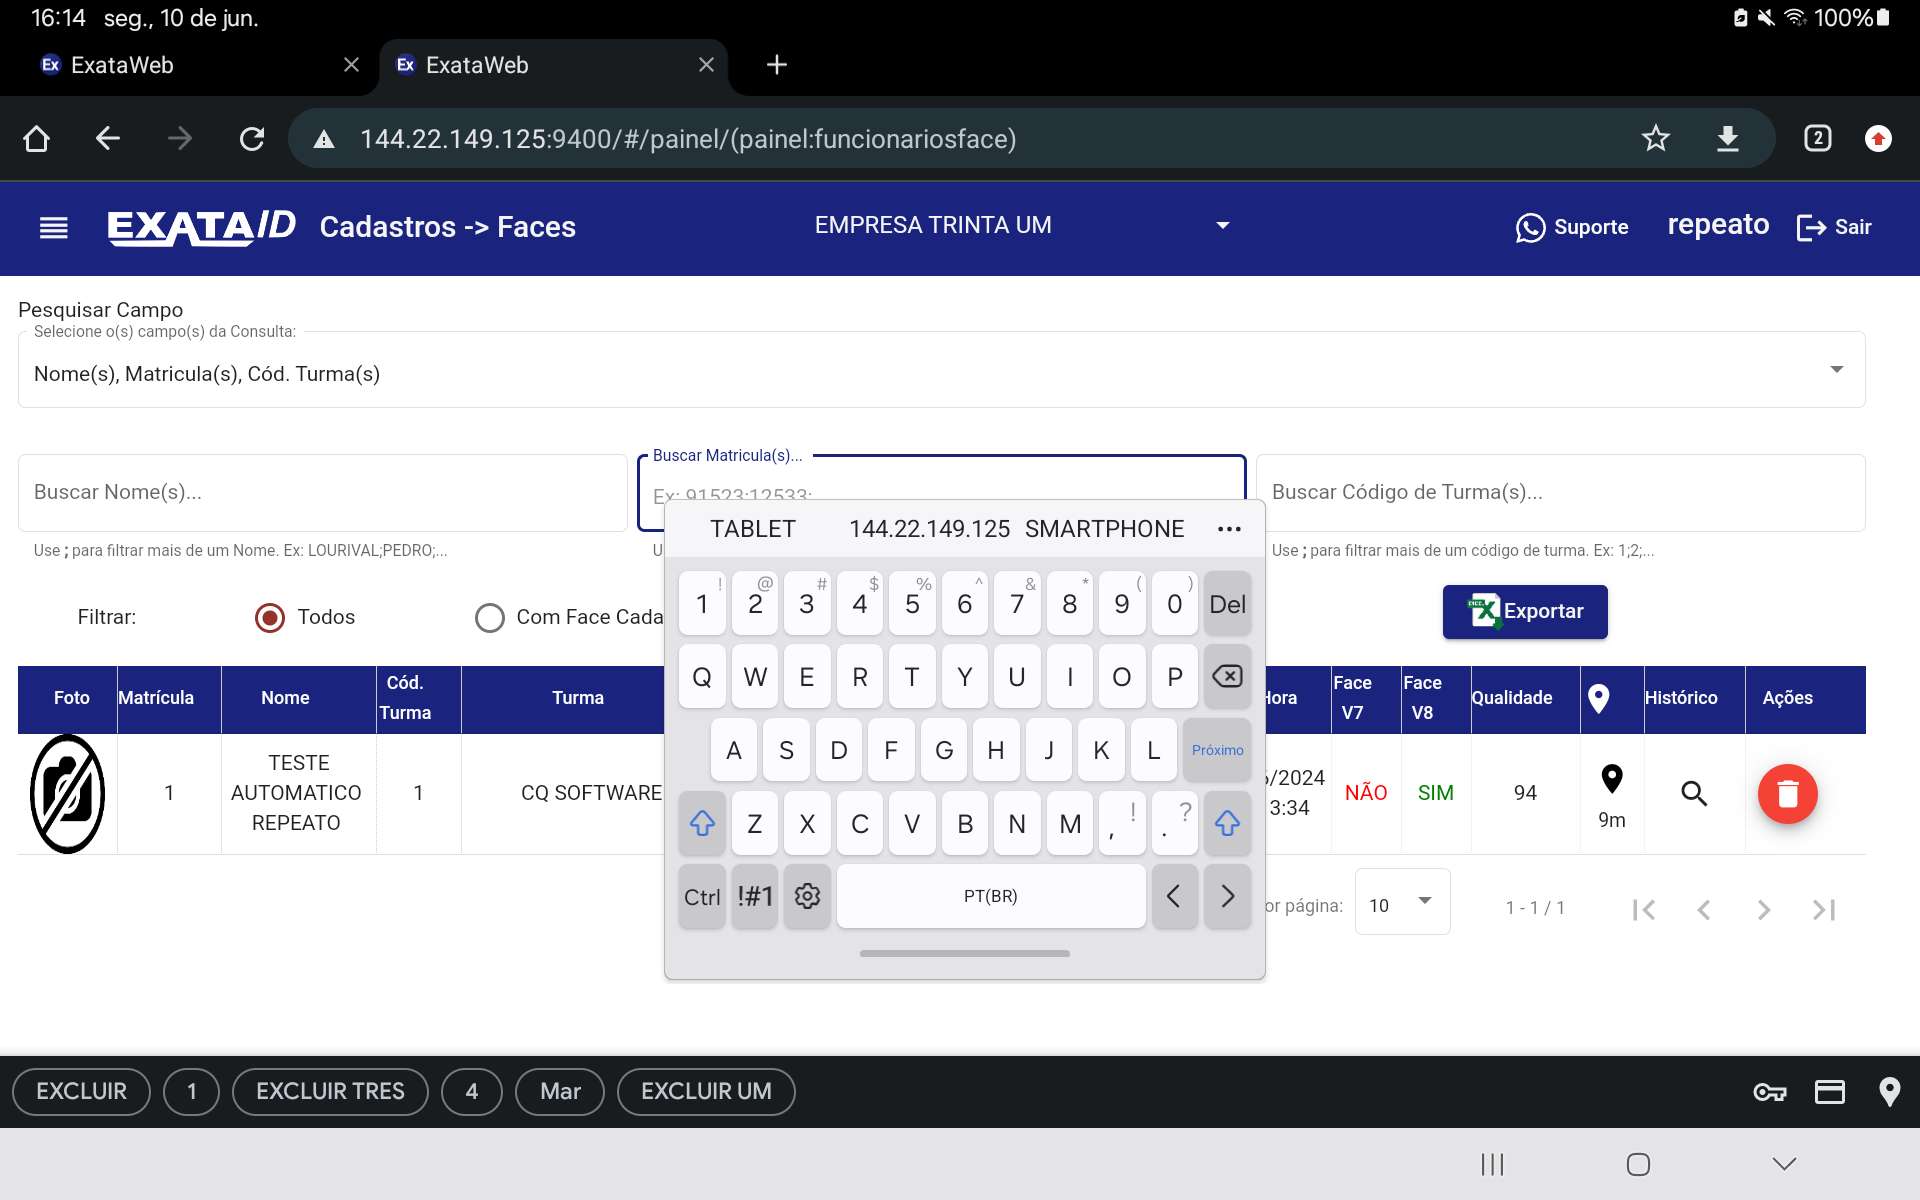 16:14 seg., 10 de jun. 100%
Ex ExataWeb Ex ExataWeb
144.22.149.125:9400/#/painel/(painel:funcionariosface) 2
EXATA/ID Cadastros -> Faces EMPRESA TRINTA UM Suporte repeato Sair
Pesquisar Campo
Selecione o(s) campo(s) da Consulta:
Nome(s), Matricula(s), Cód. Turma(s)
Buscar Matricula(s)...
Buscar Nome(s)... Ex: 91523;12533; Buscar Código de Turma(s)...
Use ; para filtrar mais de um Nome. Ex: LOURIVAL;PEDRO;... U Use ; para filtrar mais de um código de turma. Ex: 1;2;...
TABLET 144.22.149.125 SMARTPHONE
! @ # $ % ^ & * ( )
1 2 3 4 5 6 7 8 9 0 Del
Filtrar: Todos Com Face Cada Exportar
Q W E R T Y U I O P
Foto Matrícula Nome Cód. Turma Turma Hora Face V7 Face V8 Qualidade Histórico Ações
A S D F G H J K L Próximo
1 TESTE AUTOMATICO REPEATO 1 CQ SOFTWARE 6/2024 3:34 NÃO SIM 94 9m
Z X C V B N M , ! . ?
Ctrl !#1 PT(BR)
or página: 10 1 - 1 / 1
EXCLUIR 1 EXCLUIR TRES 4 Mar EXCLUIR UM